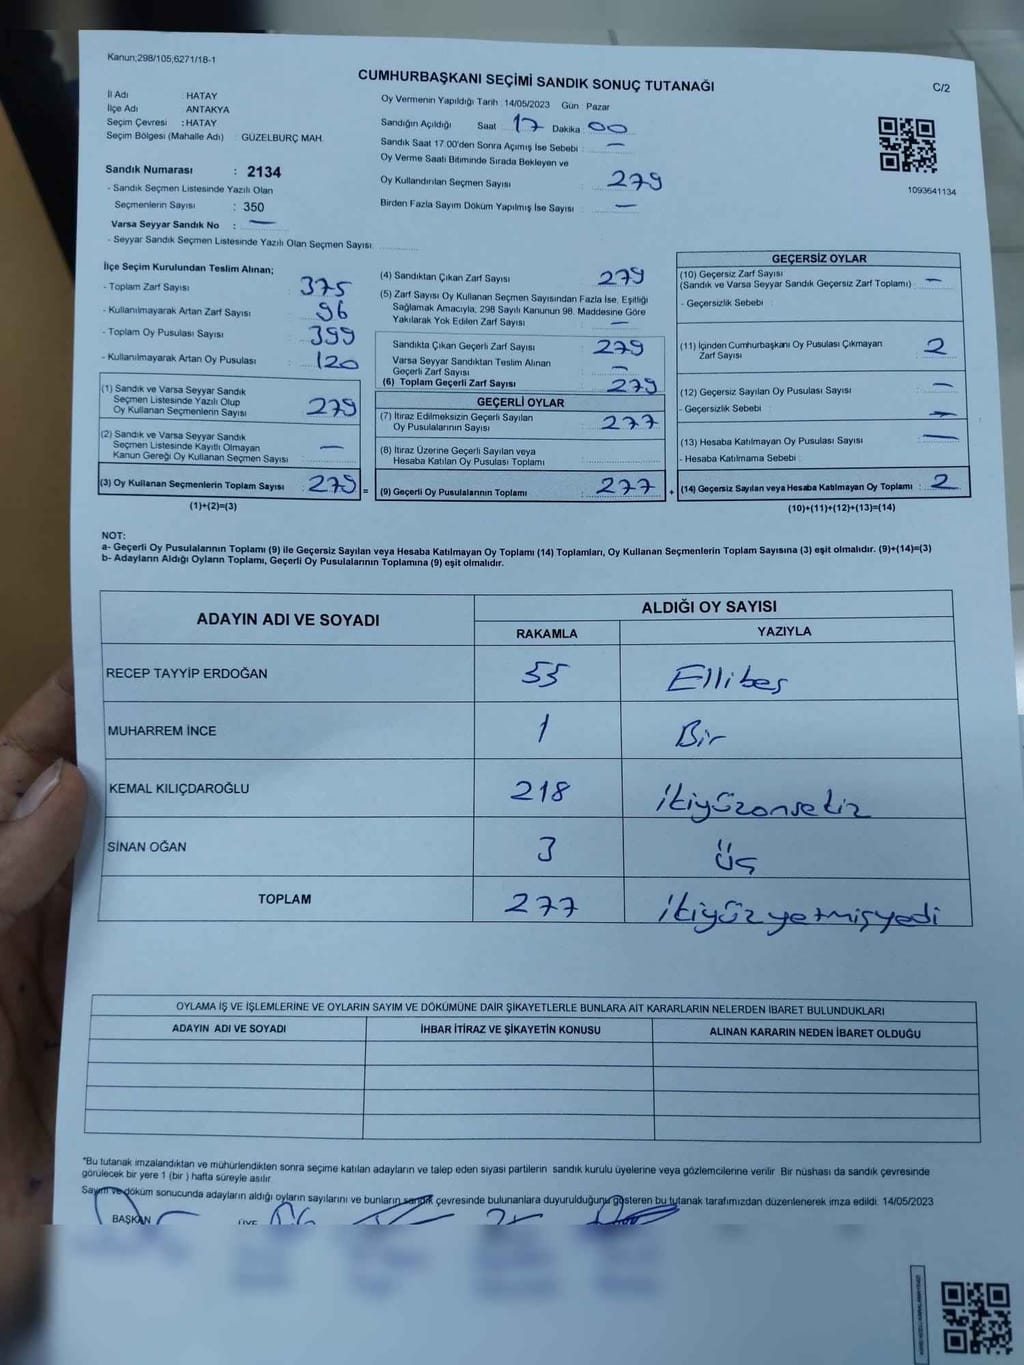 Kanun;298/105,6271/18-1
CUMHURBAŞKANI SEÇİMİ SANDIK SONUÇ TUTANAĞI
C/2
İl Adı HATAY
İlçe Adı ANTAKYA
Seçim Çevresi : HATAY
Seçim Bölgesi (Mahalle Adı) GÜZELBURÇ MAH.
Sandık Numarası : 2134
- Sandık Seçmen Listesinde Yazılı Olan
Seçmenlerin Sayısı : 350
Varsa Seyyar Sandık No : —
- Seyyar Sandık Seçmen Listesinde Yazılı Olan Seçmen Sayısı:
Oy Vermenin Yapıldığı Tarih : 14/05/2023 Gün : Pazar
Sandığın Açıldığı Saat 17 Dakika : 00
Sandık Saat 17.00'den Sonra Açımış İse Sebebi : —
Oy Verme Saati Bitiminde Sırada Bekleyen ve
Oy Kullandırılan Seçmen Sayısı : 279
Birden Fazla Sayım Döküm Yapılmış İse Sayısı : —
1093641134
İlçe Seçim Kurulundan Teslim Alınan;
- Toplam Zarf Sayısı : 375
- Kullanılmayarak Artan Zarf Sayısı : 96
- Toplam Oy Pusulası Sayısı : 399
- Kullanılmayarak Artan Oy Pusulası : 120
(1) Sandık ve Varsa Seyyar Sandık
Seçmen Listesinde Yazılı Olup
Oy Kullanan Seçmenlerin Sayısı : 279
(2) Sandık ve Varsa Seyyar Sandık
Seçmen Listesinde Kayıtlı Olmayan
Kanun Gereği Oy Kullanan Seçmen Sayısı : —
(3) Oy Kullanan Seçmenlerin Toplam Sayısı : 279 =
(1)+(2)=(3)
(4) Sandıktan Çıkan Zarf Sayısı : 279
(5) Zarf Sayısı Oy Kullanan Seçmen Sayısından Fazla İse, Eşitliği
Sağlamak Amacıyla, 298 Sayılı Kanunun 98. Maddesine Göre
Yakılarak Yok Edilen Zarf Sayısı : —
Sandıkta Çıkan Geçerli Zarf Sayısı : 279
Varsa Seyyar Sandıktan Teslim Alınan
Geçerli Zarf Sayısı : —
(6) Toplam Geçerli Zarf Sayısı : 279
GEÇERLİ OYLAR
(7) İtiraz Edilmeksizin Geçerli Sayılan
Oy Pusulalarının Sayısı : 277
(8) İtiraz Üzerine Geçerli Sayılan veya
Hesaba Katılan Oy Pusulası Toplamı :
(9) Geçerli Oy Pusulalarının Toplamı : 277 +
GEÇERSİZ OYLAR
(10) Geçersiz Zarf Sayısı
(Sandık ve Varsa Seyyar Sandık Geçersiz Zarf Toplamı) : —
- Geçersizlik Sebebi :
(11) İçinden Cumhurbaşkanı Oy Pusulası Çıkmayan
Zarf Sayısı : 2
(12) Geçersiz Sayılan Oy Pusulası Sayısı : —
- Geçersizlik Sebebi : —
(13) Hesaba Katılmayan Oy Pusulası Sayısı : —
- Hesaba Katılmama Sebebi :
(14) Geçersiz Sayılan veya Hesaba Katılmayan Oy Toplamı : 2
(10)+(11)+(12)+(13)=(14)
NOT:
a- Geçerli Oy Pusulalarının Toplamı (9) ile Geçersiz Sayılan veya Hesaba Katılmayan Oy Toplamı (14) Toplamları, Oy Kullanan Seçmenlerin Toplam Sayısına (3) eşit olmalıdır. (9)+(14)=(3)
b- Adayların Aldığı Oyların Toplamı, Geçerli Oy Pusulalarının Toplamına (9) eşit olmalıdır.
ADAYIN ADI VE SOYADI ALDIĞI OY SAYISI
RAKAMLA YAZIYLA
RECEP TAYYİP ERDOĞAN 55 Ellibeş
MUHARREM İNCE 1 Bir
KEMAL KILIÇDAROĞLU 218 İkiyüzonsekiz
SİNAN OĞAN 3 Üç
TOPLAM 277 İkiyüzyetmişyedi
OYLAMA İŞ VE İŞLEMLERİNE VE OYLARIN SAYIM VE DÖKÜMÜNE DAİR ŞİKAYETLERLE BUNLARA AİT KARARLARIN NELERDEN İBARET BULUNDUKLARI
ADAYIN ADI VE SOYADI İHBAR İTİRAZ VE ŞİKAYETİN KONUSU ALINAN KARARIN NEDEN İBARET OLDUĞU
*Bu tutanak imzalandıktan ve mühürlendikten sonra seçime katılan adayların ve talep eden siyasi partilerin sandık kurulu üyelerine veya gözlemcilerine verilir. Bir nüshası da sandık çevresinde
görülecek bir yere 1 (bir) hafta süreyle asılır.
Sayım ve döküm sonucunda adayların aldığı oyların sayılarını ve bunların sandık çevresinde bulunanlara duyurulduğunu gösteren bu tutanak tarafımızdan düzenlenerek imza edildi. 14/05/2023
BAŞKAN ÜYE